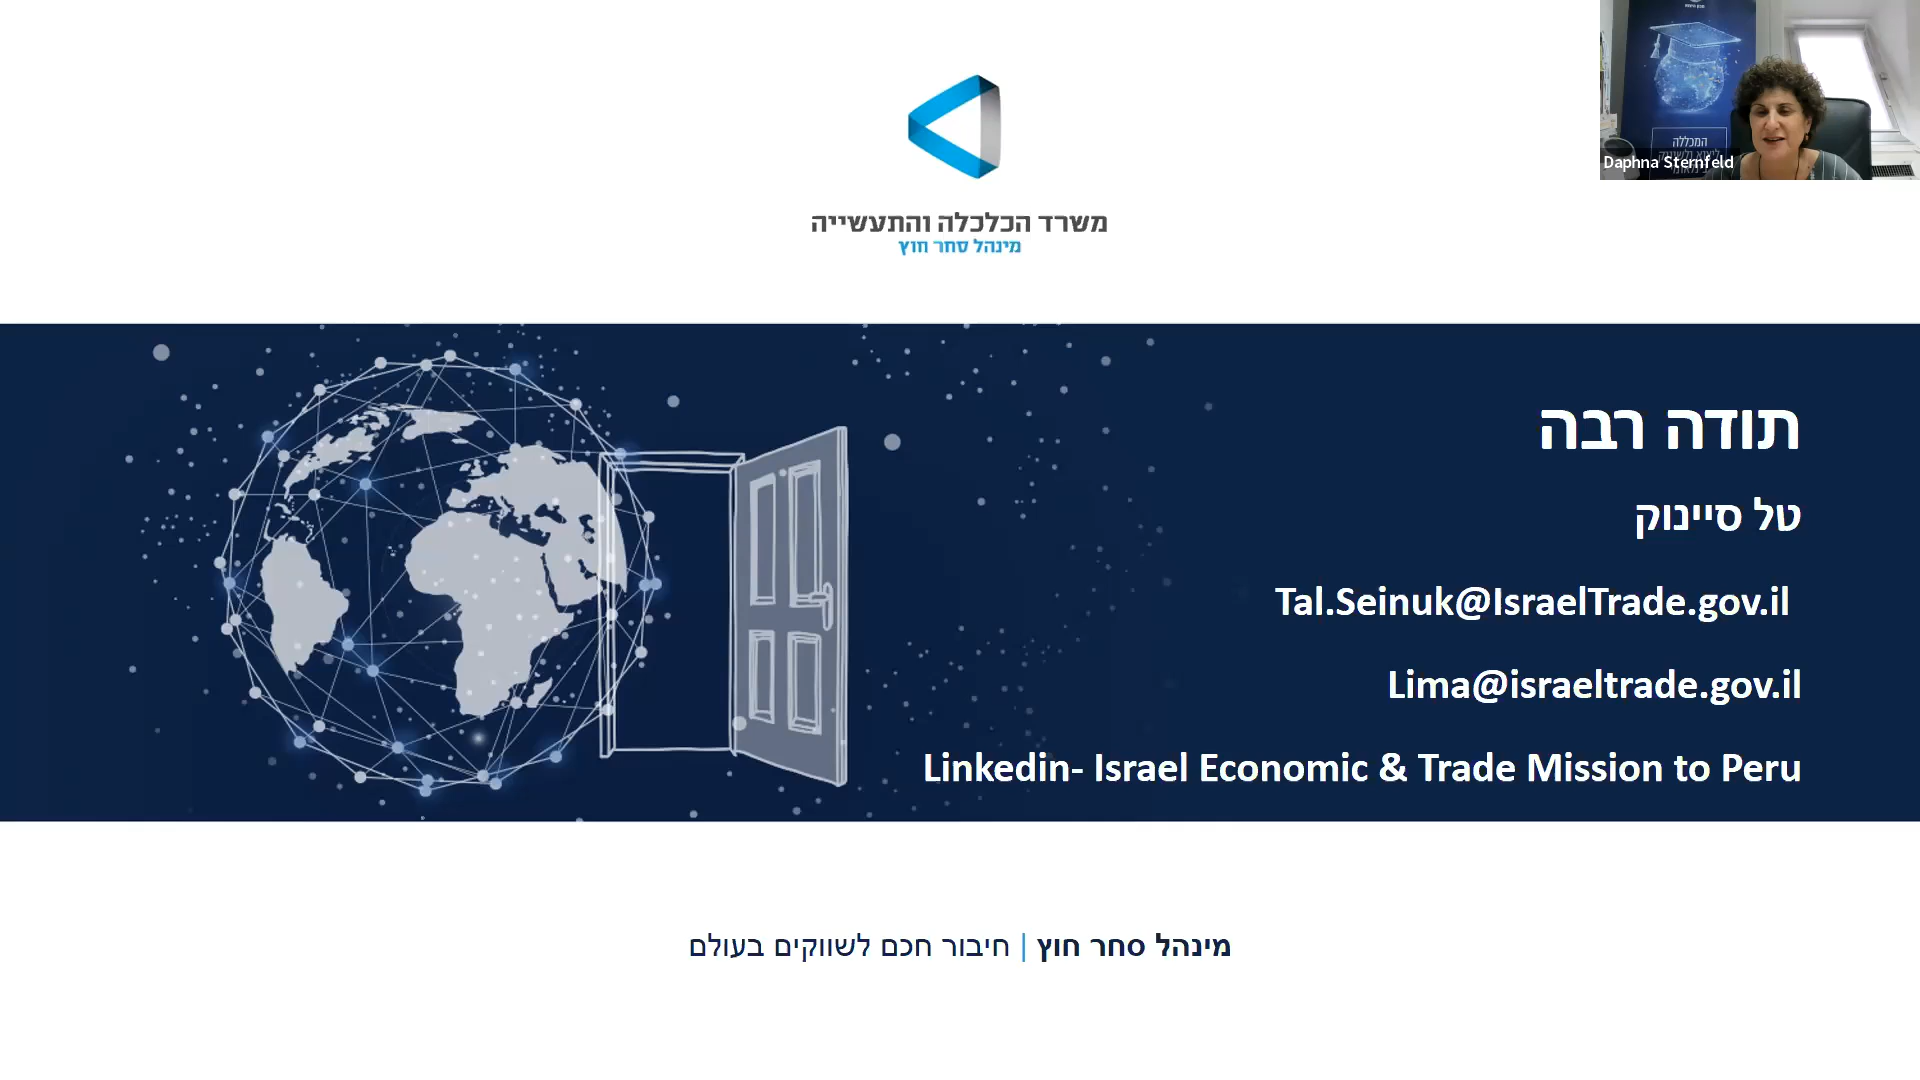 משרד הכלכלה והתעשייה
מינהל סחר חוץ
המכללה
Daphna Sternfeld
תודה רבה
טל סיינוק
Tal.Seinuk@IsraelTrade.gov.il
Lima@israeltrade.gov.il
Linkedin- Israel Economic & Trade Mission to Peru
מינהל סחר חוץ | חיבור חכם לשווקים בעולם